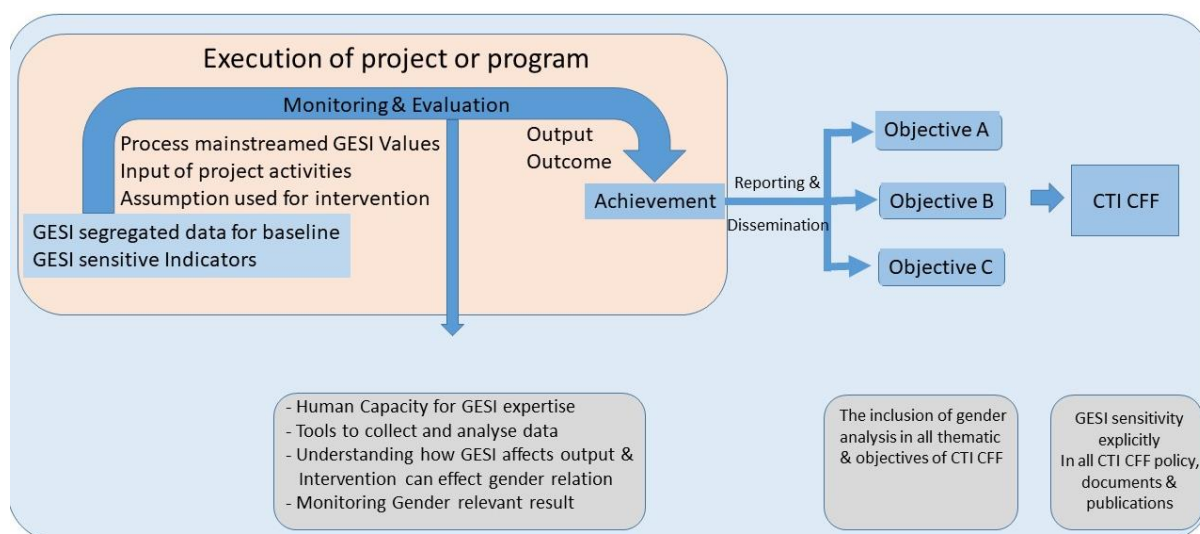 Execution of project or program
Monitoring & Evaluation
Process mainstreamed GESI Values
Input of project activities
Assumption used for intervention
GESI segregated data for baseline
GESI sensitive Indicators
Output
Outcome
Achievement
Reporting &
Dissemination
Objective A
Objective B
Objective C
CTI CFF
- Human Capacity for GESI expertise
- Tools to collect and analyse data
- Understanding how GESI affects output &
Intervention can effect gender relation
- Monitoring Gender relevant result
The inclusion of gender
analysis in all thematic
& objectives of CTI CFF
GESI sensitivity
explicitly
In all CTI CFF policy,
documents &
publications